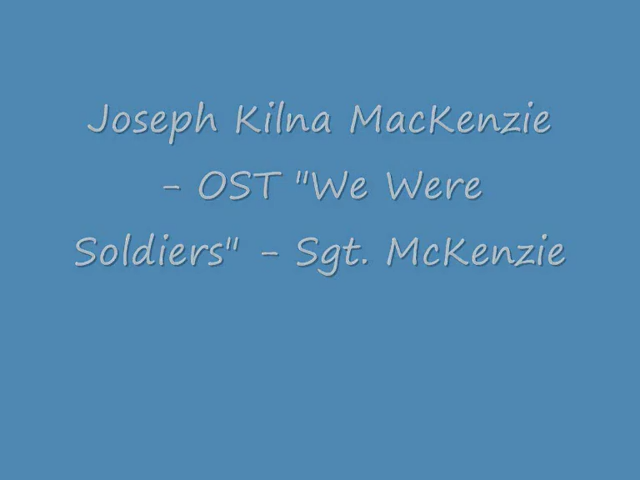 Joseph Kilna MacKenzie
- OST "We Were
Soldiers" - Sgt. McKenzie